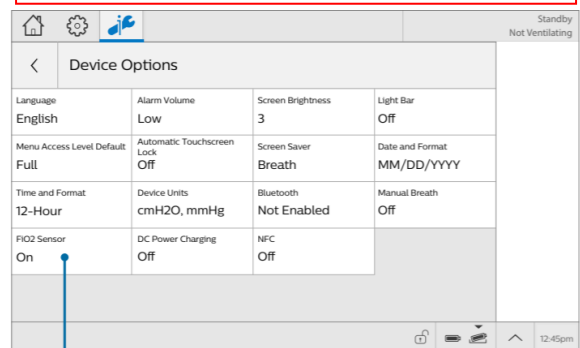 Standby
Not Ventilating
Device Options
Language
English
Alarm Volume
Low
Screen Brightness
3
Light Bar
Off
Menu Access Level Default
Full
Automatic Touchscreen
Lock
Off
Screen Saver
Breath
Date and Format
MM/DD/YYYY
Time and Format
12-Hour
Device Units
cmH2O, mmHg
Bluetooth
Not Enabled
Manual Breath
Off
FIO2 Sensor
On
DC Power Charging
Off
NFC
Off
12:45pm